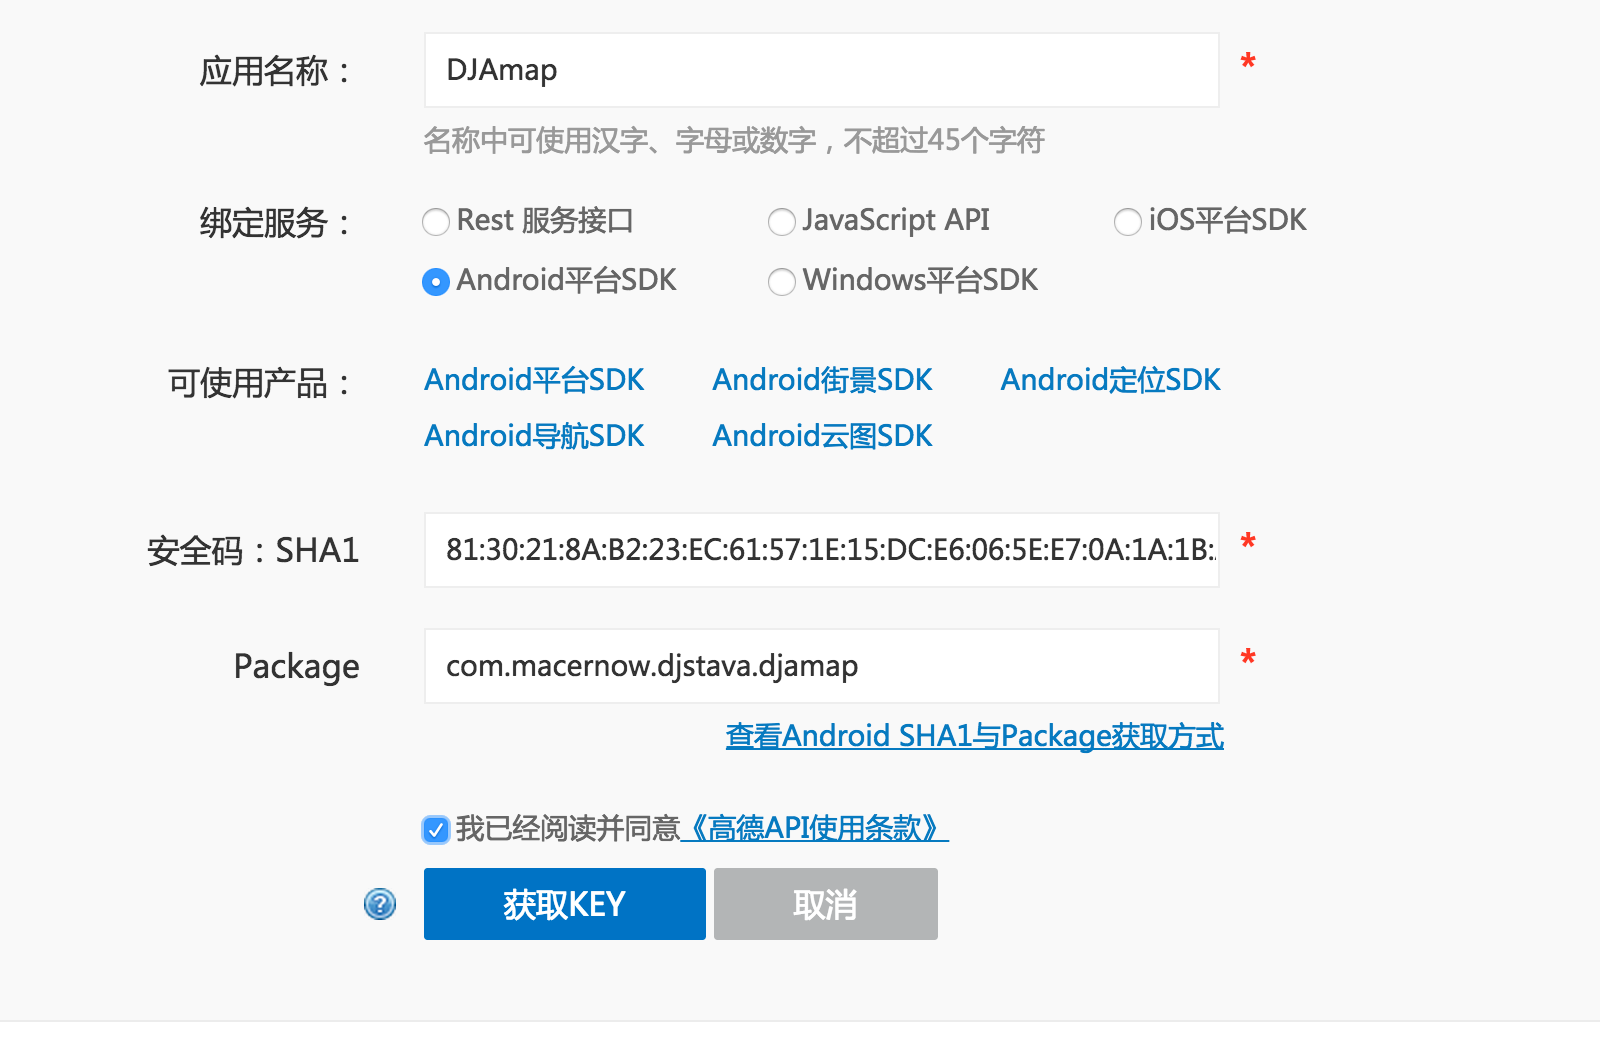 应用名称：
DJAmap
*
名称中可使用汉字、字母或数字，不超过45个字符
绑定服务：
Rest 服务接口 JavaScript API iOS平台SDK
Android平台SDK Windows平台SDK
可使用产品：
Android平台SDK Android街景SDK Android定位SDK
Android导航SDK Android云图SDK
安全码：SHA1
81:30:21:8A:B2:23:EC:61:57:1E:15:DC:E6:06:5E:E7:0A:1A:1B:
*
Package
com.macernow.djstava.djamap
*
查看Android SHA1与Package获取方式
我已经阅读并同意《高德API使用条款》
?
获取KEY 取消